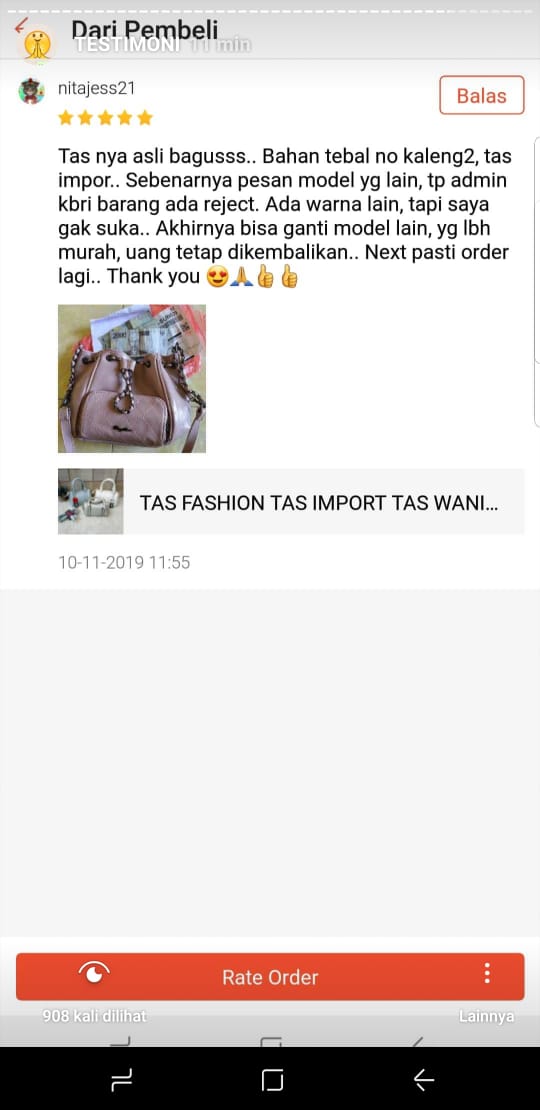 Dari Pembeli
TESTIMONI 11 min
nitajess21
Balas
Tas nya asli bagusss.. Bahan tebal no kaleng2, tas
impor.. Sebenarnya pesan model yg lain, tp admin
kbri barang ada reject. Ada warna lain, tapi saya
gak suka.. Akhirnya bisa ganti model lain, yg lbh
murah, uang tetap dikembalikan.. Next pasti order
lagi.. Thank you 😍🙏👍👍
TAS FASHION TAS IMPORT TAS WANI...
10-11-2019 11:55
Rate Order
908 kali dilihat
Lainnya